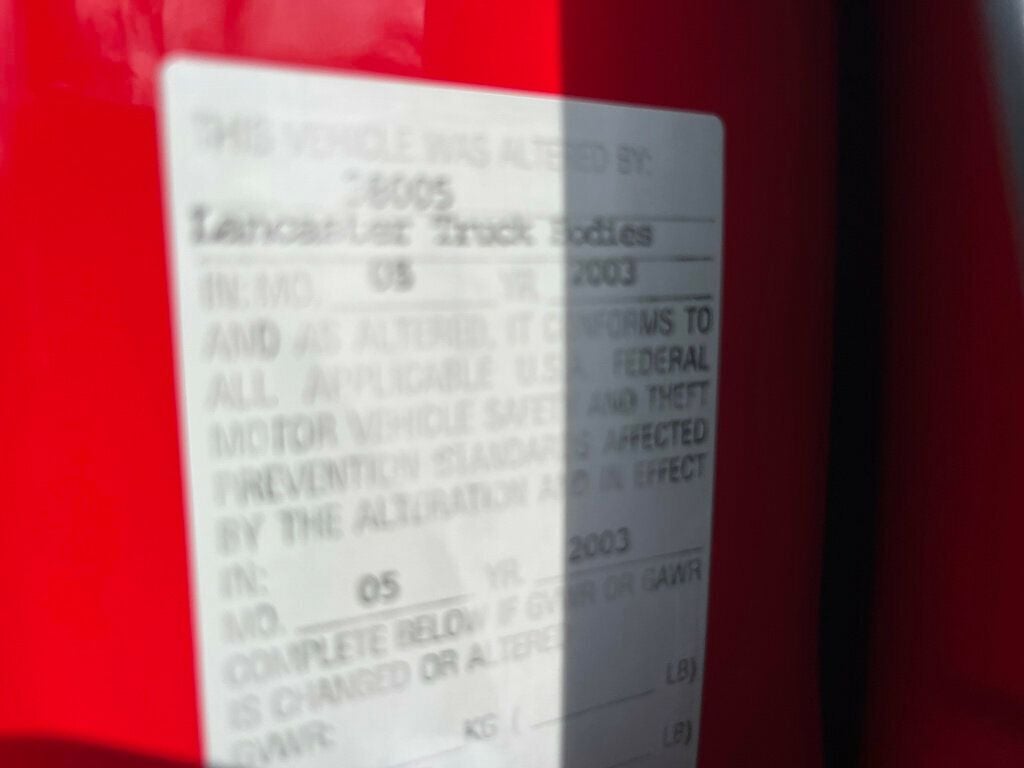 THIS VEHICLE WAS ALTERED BY:
38005
Lancaster Truck Bodies
IN: MO. 05 YR. 2003
AND AS ALTERED, IT CONFORMS TO
ALL APPLICABLE U.S.A. FEDERAL
MOTOR VEHICLE SAFETY AND THEFT
PREVENTION STANDARDS AFFECTED
BY THE ALTERATION AND IN EFFECT
IN:
MO. 05 YR. 2003
COMPLETE BELOW IF GVWR OR GAWR
IS CHANGED OR ALTERED
GVWR: KG ( LB)
LB)